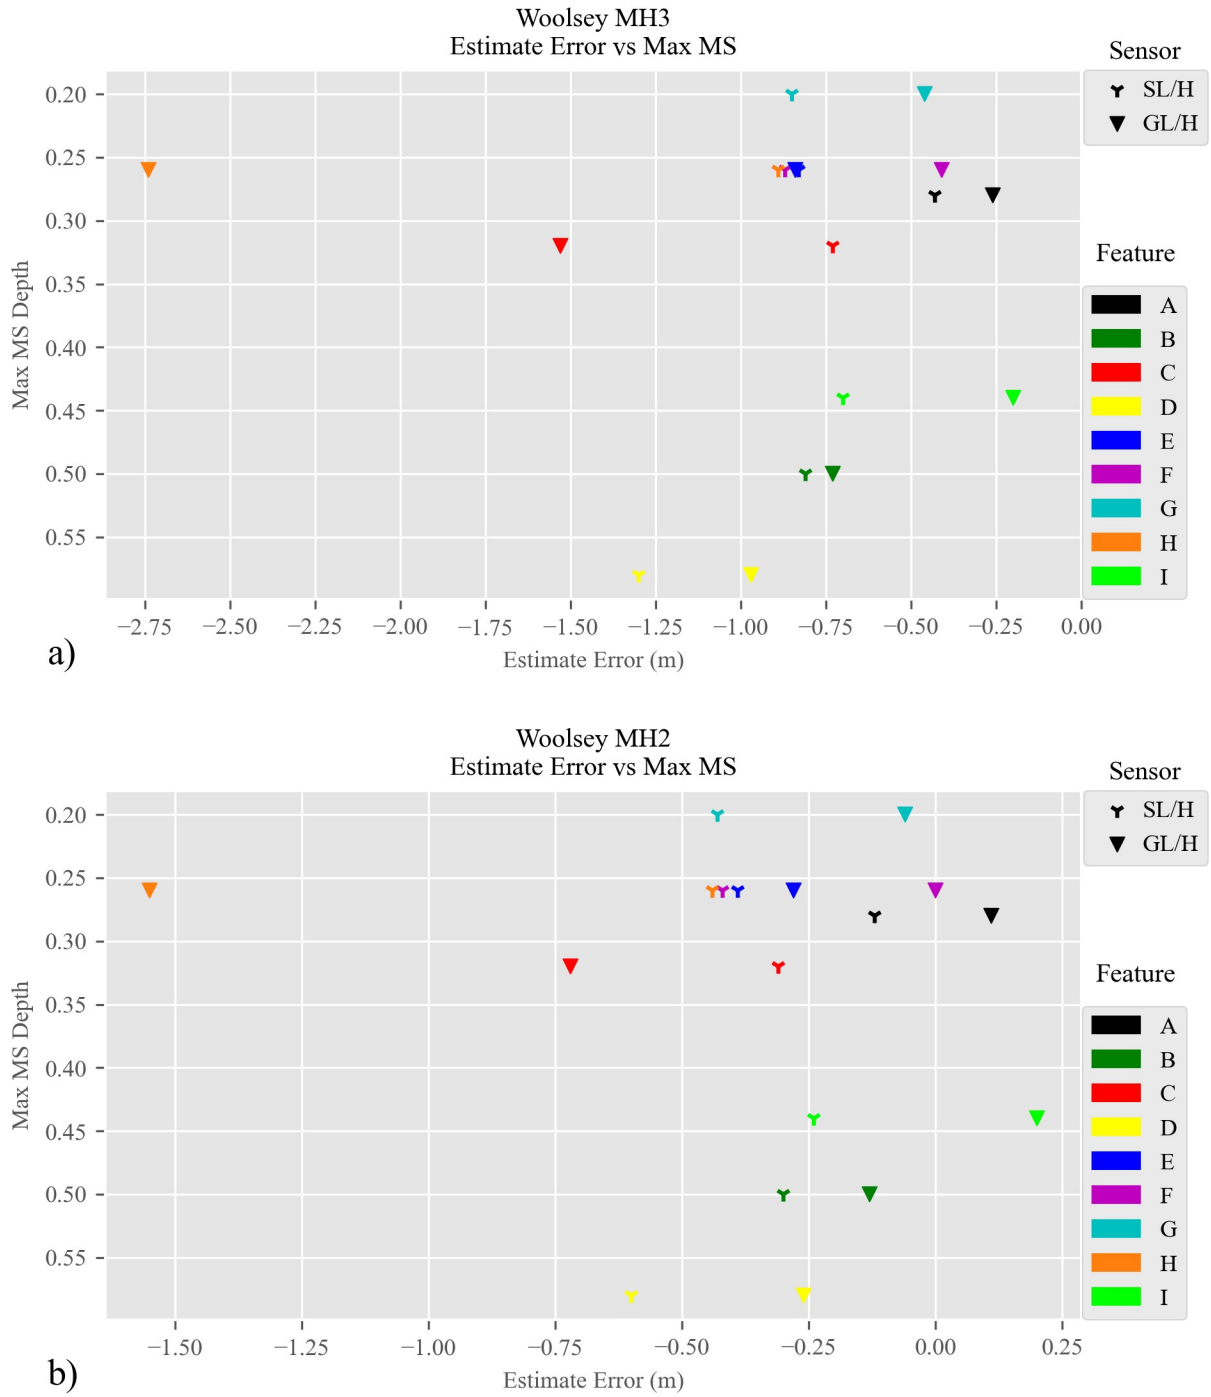 Woolsey MH3
Estimate Error vs Max MS
Sensor
SL/H
GL/H
Feature
A
B
C
D
E
F
G
H
I
Max MS Depth
0.20
0.25
0.30
0.35
0.40
0.45
0.50
0.55
−2.75 −2.50 −2.25 −2.00 −1.75 −1.50 −1.25 −1.00 −0.75 −0.50 −0.25 0.00
Estimate Error (m)
a)
Woolsey MH2
Estimate Error vs Max MS
Sensor
SL/H
GL/H
Feature
A
B
C
D
E
F
G
H
I
Max MS Depth
0.20
0.25
0.30
0.35
0.40
0.45
0.50
0.55
−1.50 −1.25 −1.00 −0.75 −0.50 −0.25 0.00 0.25
Estimate Error (m)
b)